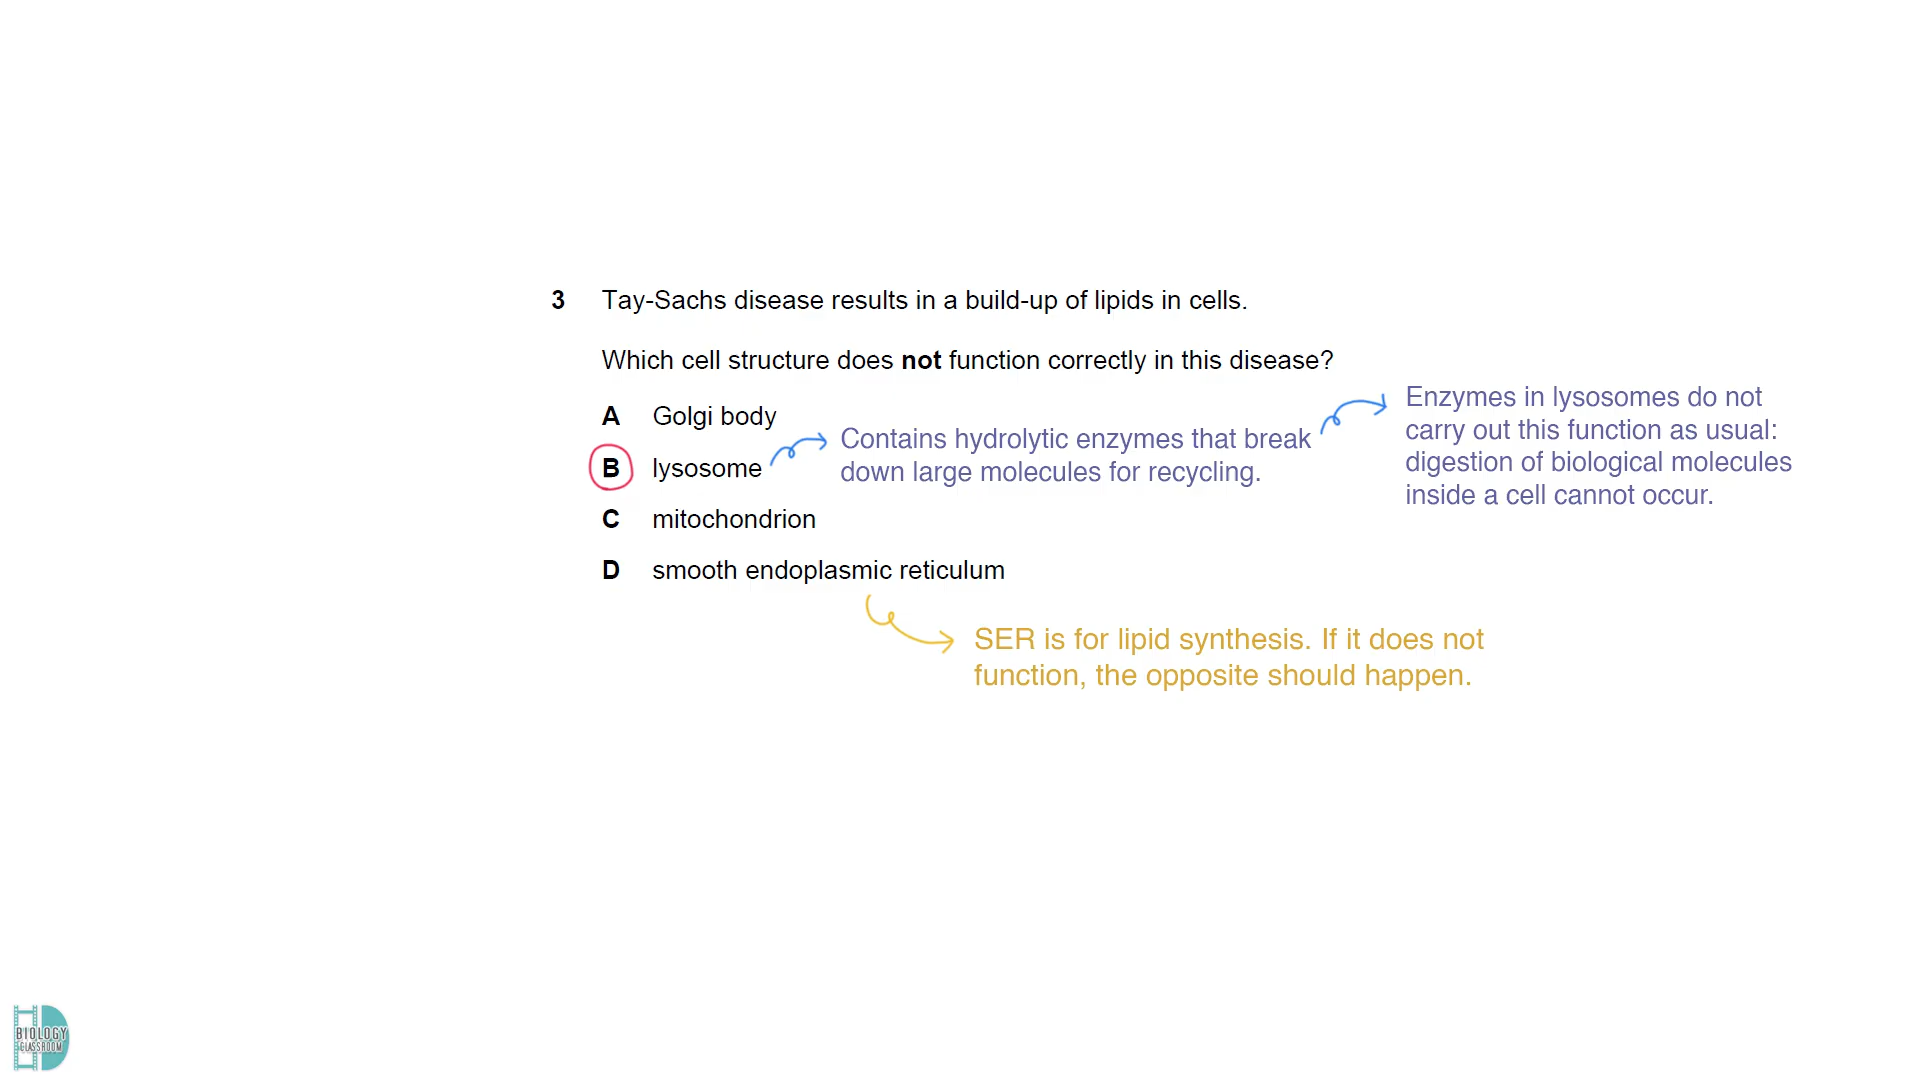 3 Tay-Sachs disease results in a build-up of lipids in cells.
Which cell structure does not function correctly in this disease?
A Golgi body
B lysosome
Contains hydrolytic enzymes that break
down large molecules for recycling.
Enzymes in lysosomes do not
carry out this function as usual:
digestion of biological molecules
inside a cell cannot occur.
C mitochondrion
D smooth endoplasmic reticulum
SER is for lipid synthesis. If it does not
function, the opposite should happen.
BIOLOGY
CLASSROOM